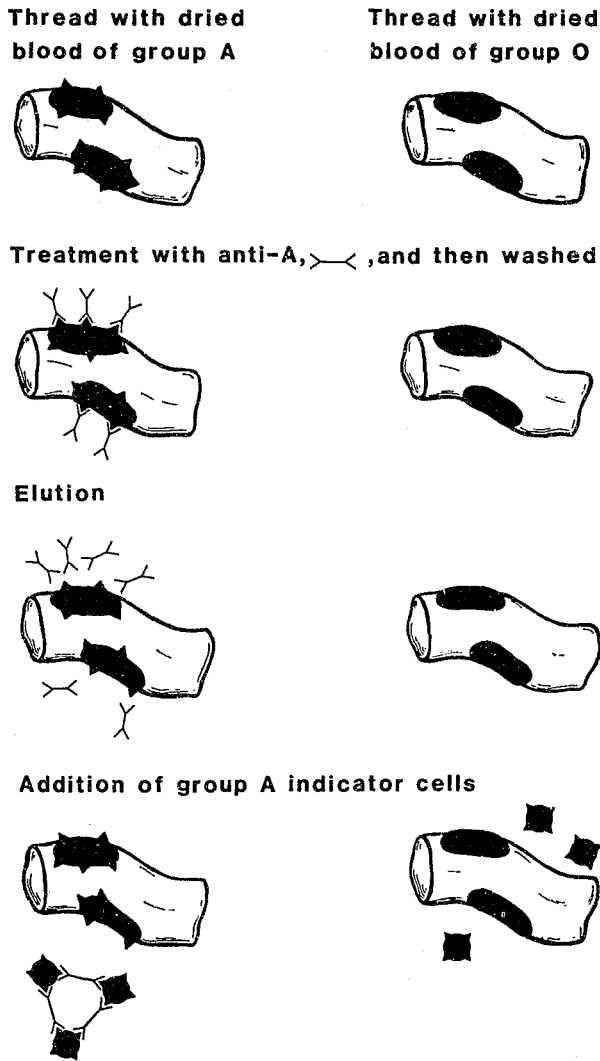 Thread with dried
blood of group A
Thread with dried
blood of group O
Treatment with anti-A, ,and then washed
Elution
Addition of group A indicator cells